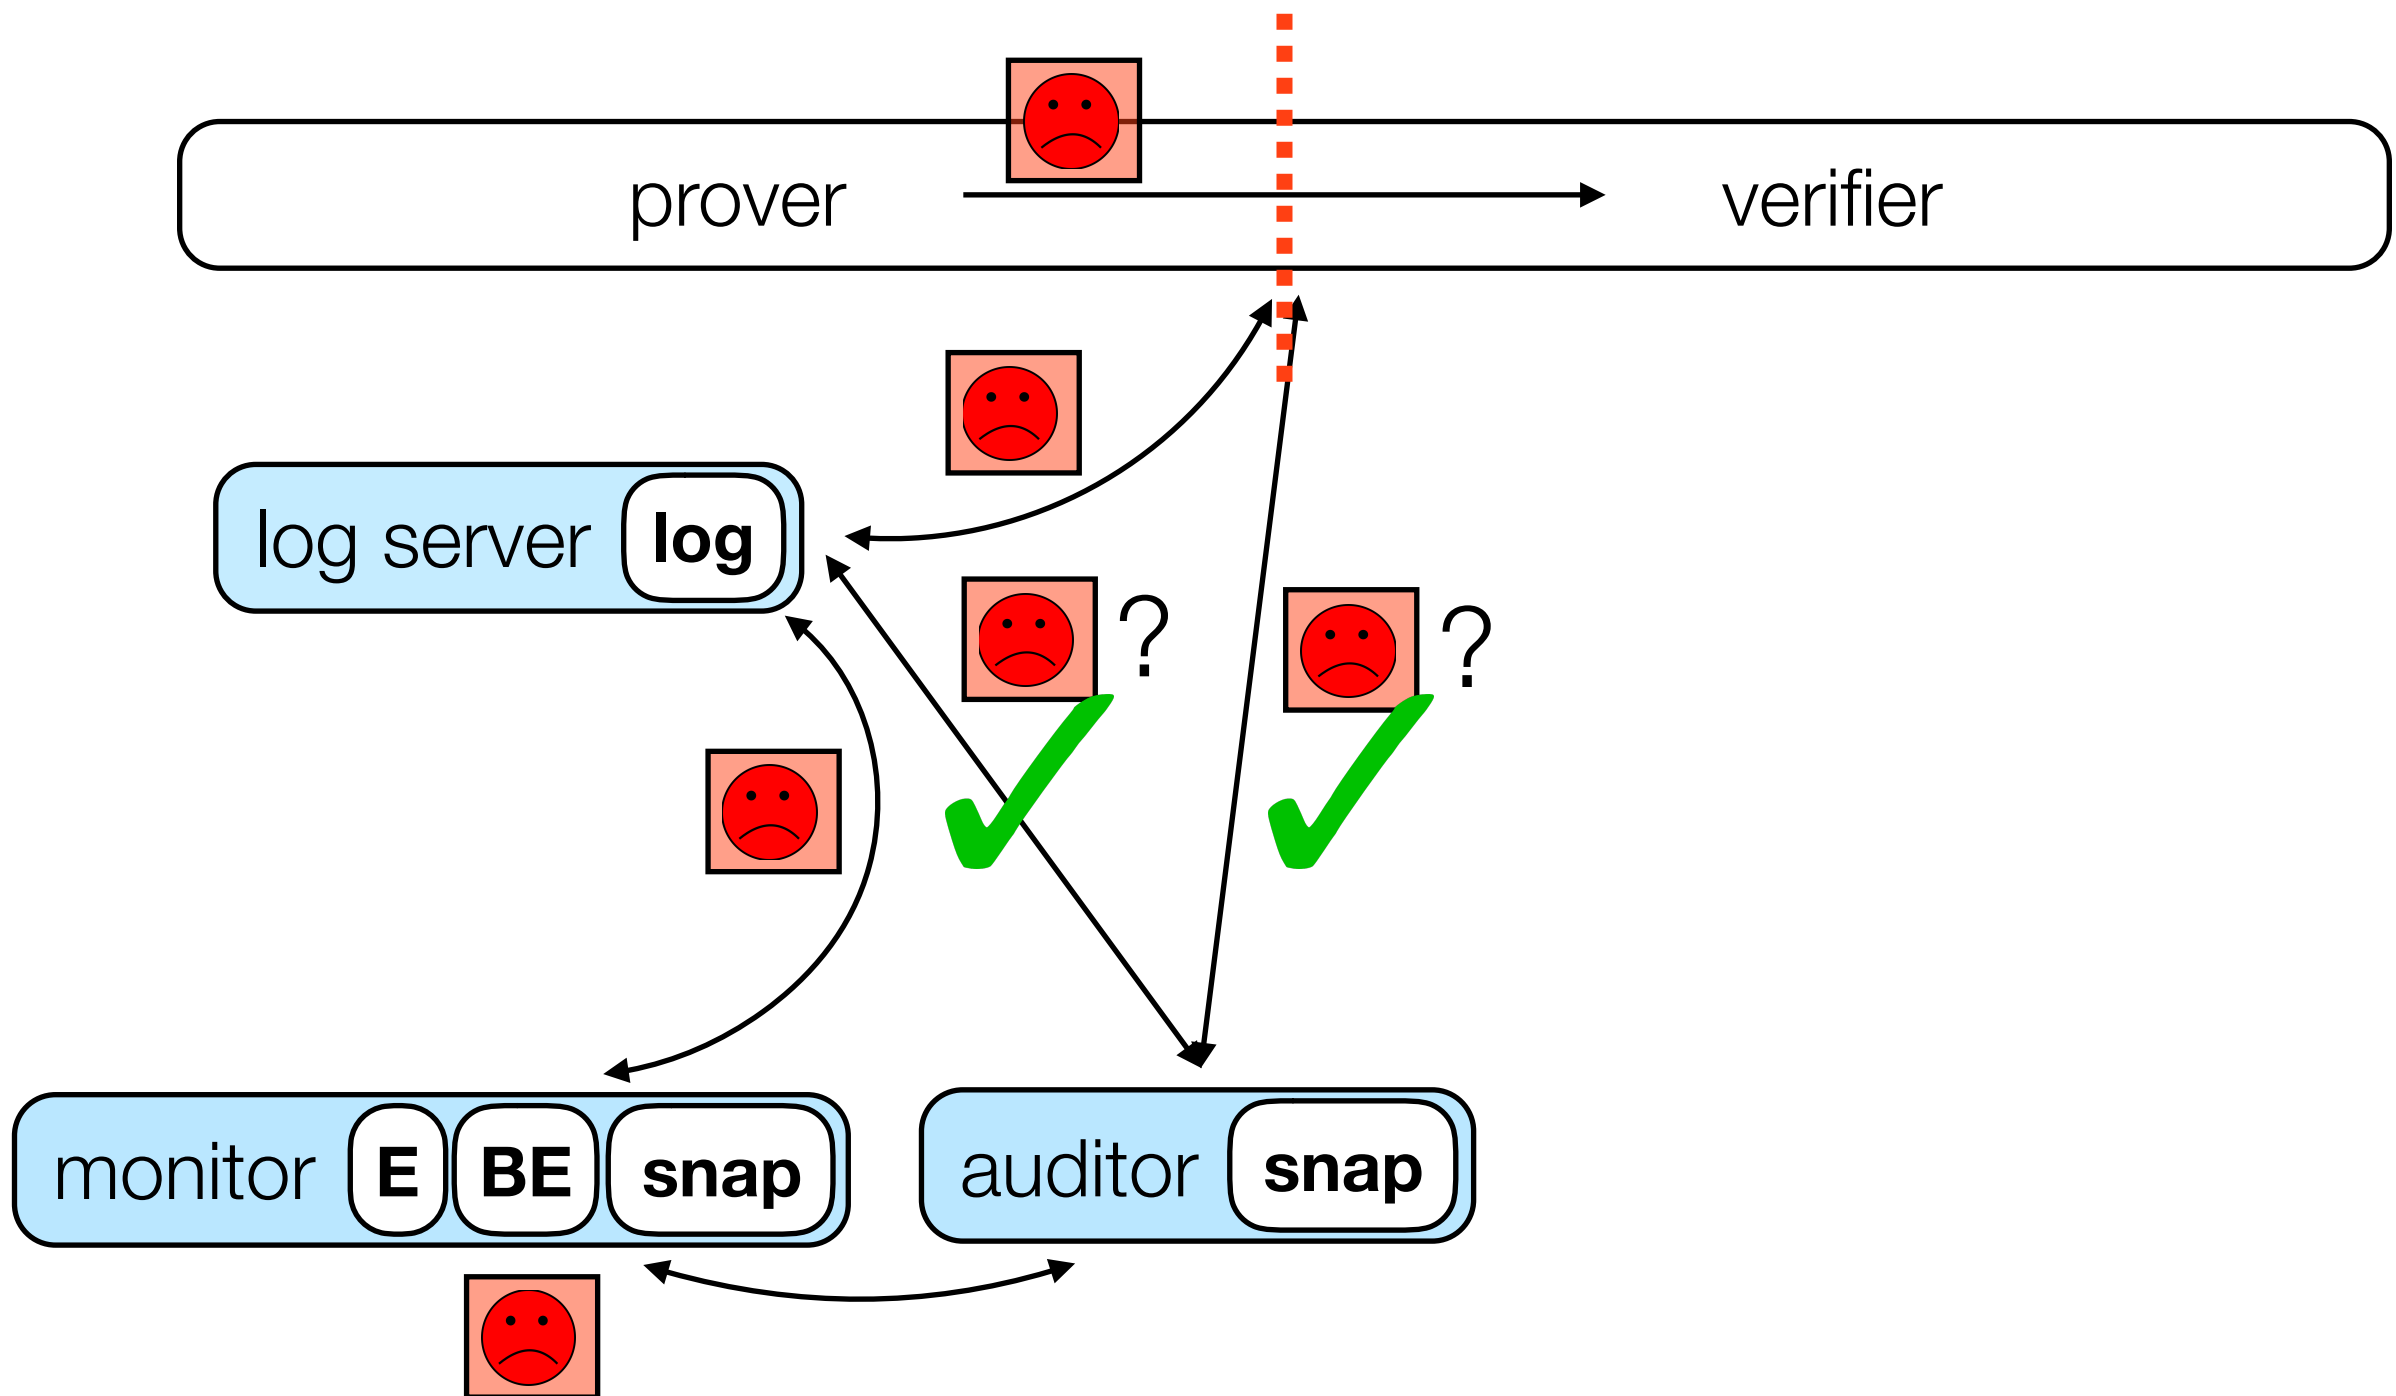 prover
verifier
log server log
?
?
monitor E BE snap
auditor snap